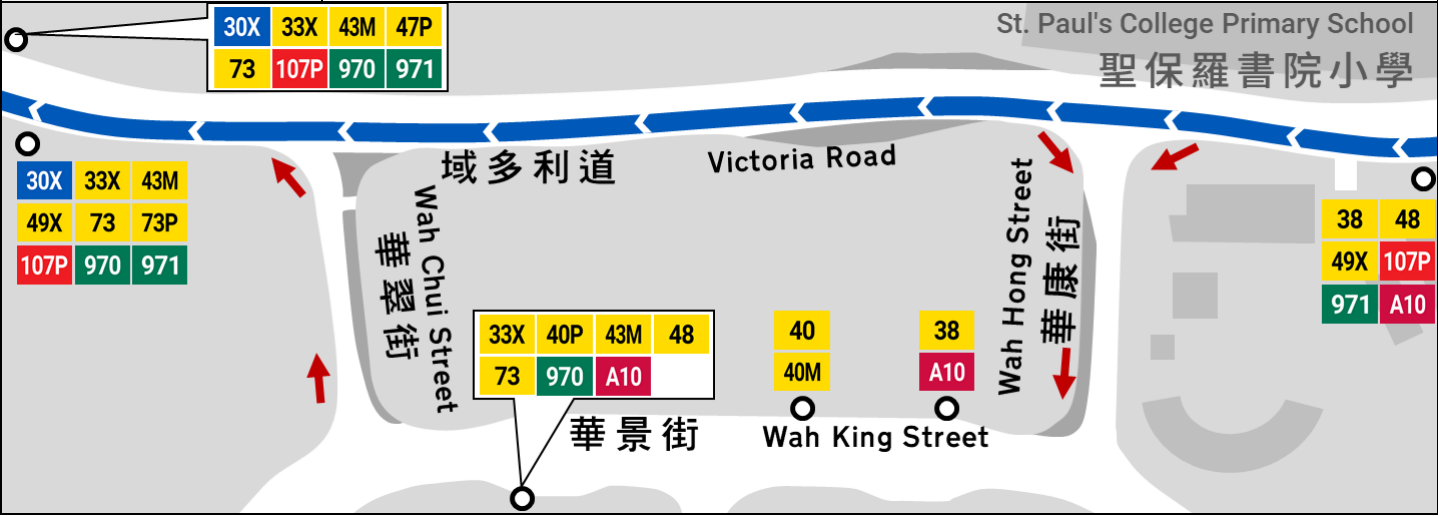 30X 33X 43M 47P
73 107P 970 971
St. Paul's College Primary School
聖保羅書院小學
域多利道
Victoria Road
30X 33X 43M
49X 73 73P
107P 970 971
Wah Chui Street
華翠街
Wah Hong Street
華康街
38 48
49X 107P
971 A10
33X 40P 43M 48
73 970 A10
40
40M
38
A10
華景街
Wah King Street